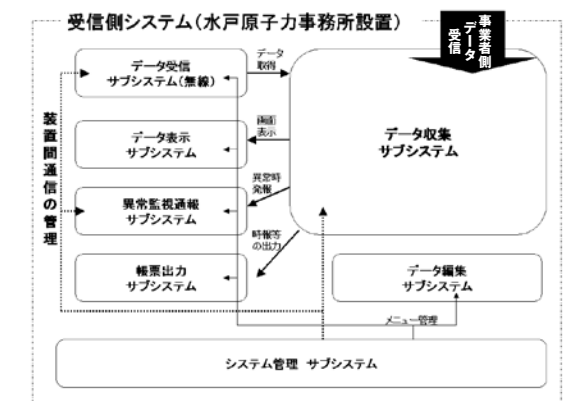 受信側システム（水戸原子力事務所設置）
事業者側
データ
受信
データ受信
サブシステム（無線）
データ
取得
データ収集
サブシステム
データ表示
サブシステム
画面
表示
異常監視通報
サブシステム
異常時
発報
帳票出力
サブシステム
時報等
の出力
データ編集
サブシステム
メニュー管理
システム管理 サブシステム
装置間通信の管理